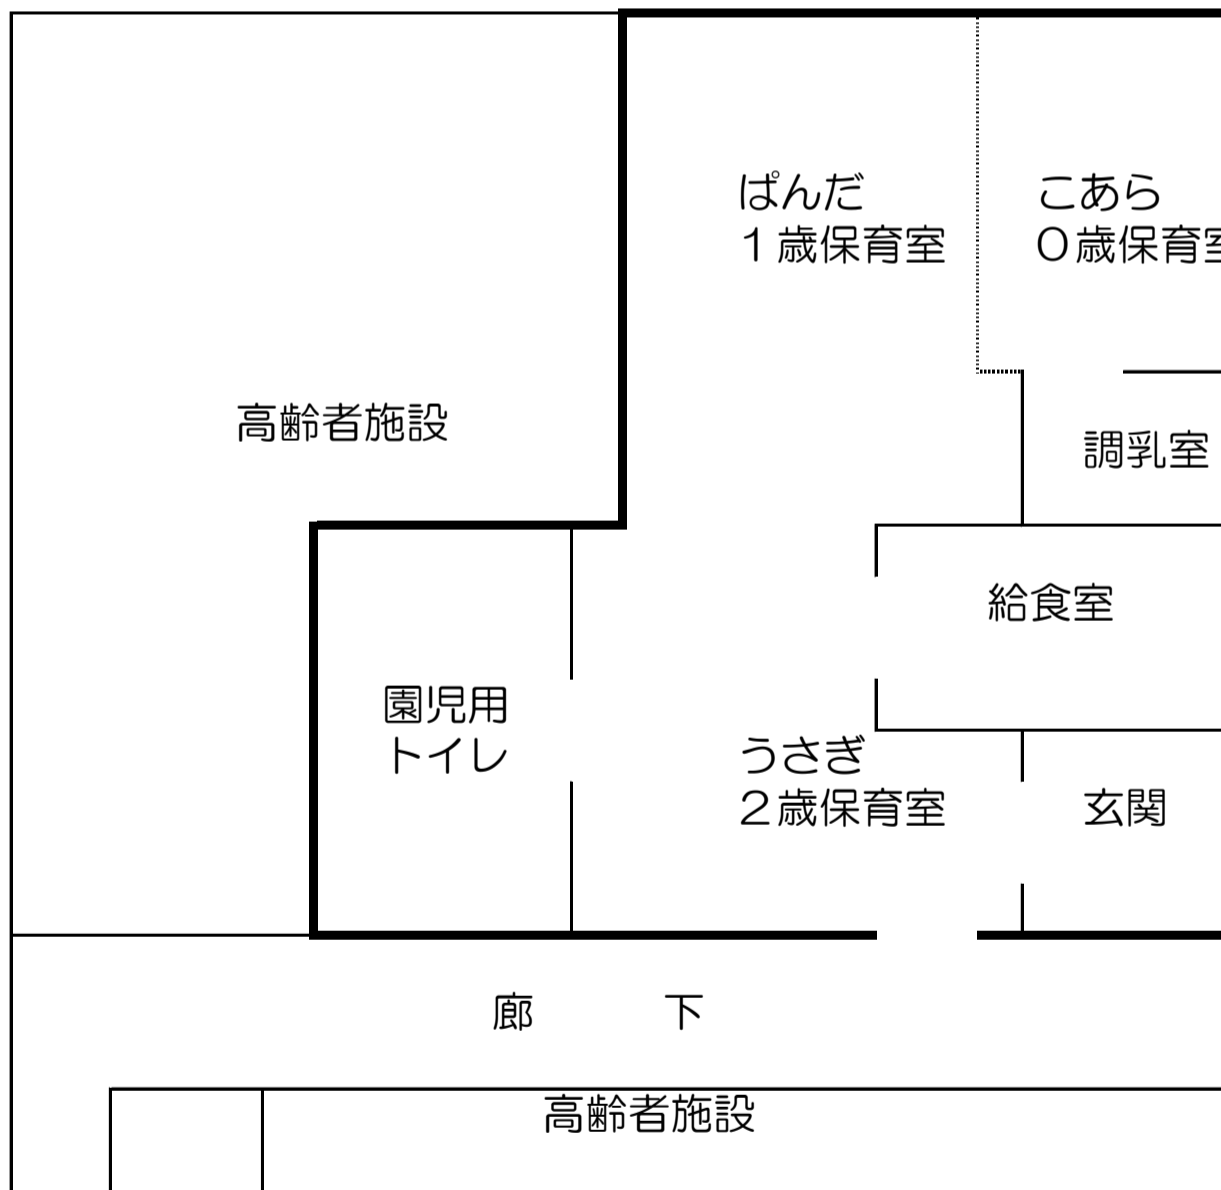 ぱんだ
１歳保育室
こあら
０歳保育室
高齢者施設
調乳室
給食室
園児用
トイレ
うさぎ
２歳保育室
玄関
廊　　　下
高齢者施設